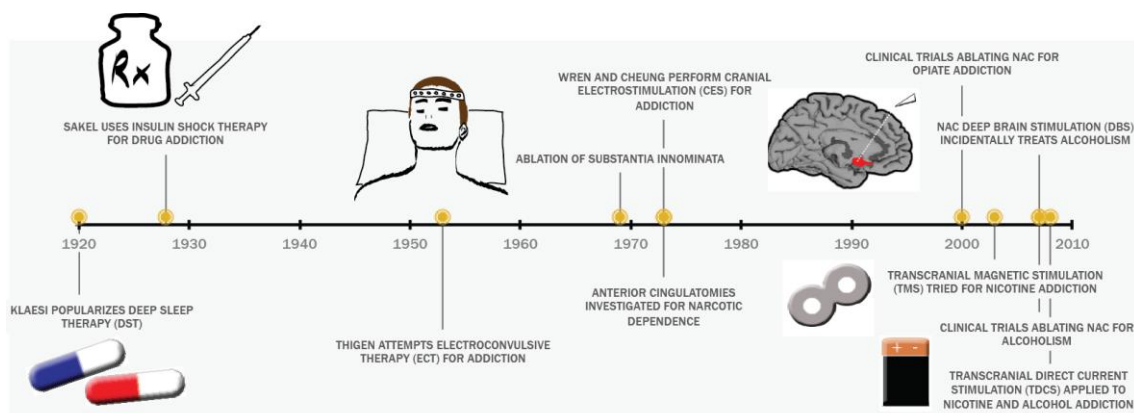 CLINICAL TRIALS ABLATING NAC FOR
OPIATE ADDICTION
Rx
WREN AND CHEUNG PERFORM CRANIAL
ELECTROSTIMULATION (CES) FOR
ADDICTION
SAKEL USES INSULIN SHOCK THERAPY
FOR DRUG ADDICTION
NAC DEEP BRAIN STIMULATION (DBS)
INCIDENTALLY TREATS ALCOHOLISM
ABLATION OF SUBSTANTIA INNOMINATA
1920 1930 1940 1950 1960 1970 1980 1990 2000 2010
KLAESI POPULARIZES DEEP SLEEP
THERAPY (DST)
THIGEN ATTEMPTS ELECTROCONVULSIVE
THERAPY (ECT) FOR ADDICTION
ANTERIOR CINGULATOMIES
INVESTIGATED FOR NARCOTIC
DEPENDENCE
TRANSCRANIAL MAGNETIC STIMULATION
(TMS) TRIED FOR NICOTINE ADDICTION
CLINICAL TRIALS ABLATING NAC FOR
ALCOHOLISM
+ -
TRANSCRANIAL DIRECT CURRENT
STIMULATION (TDCS) APPLIED TO
NICOTINE AND ALCOHOL ADDICTION